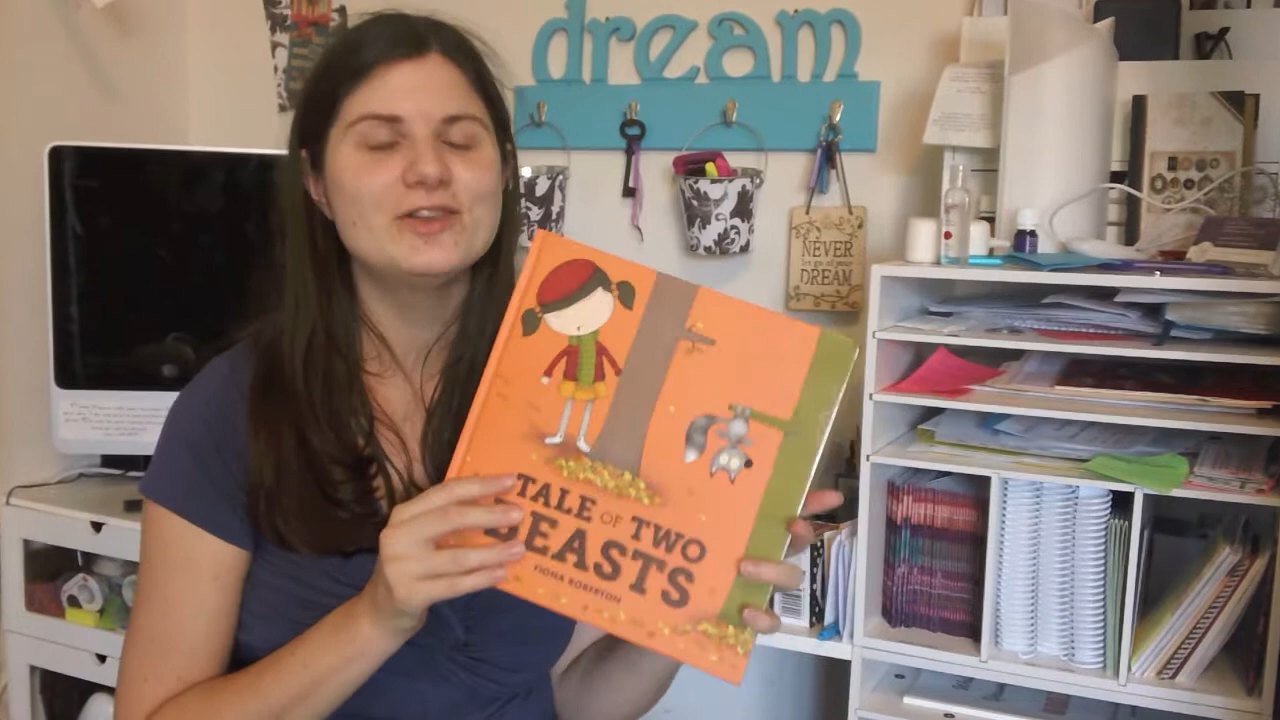 dream
NEVER
let go of your
DREAM
TALE OF TWO
BEASTS
FIONA ROBERTON